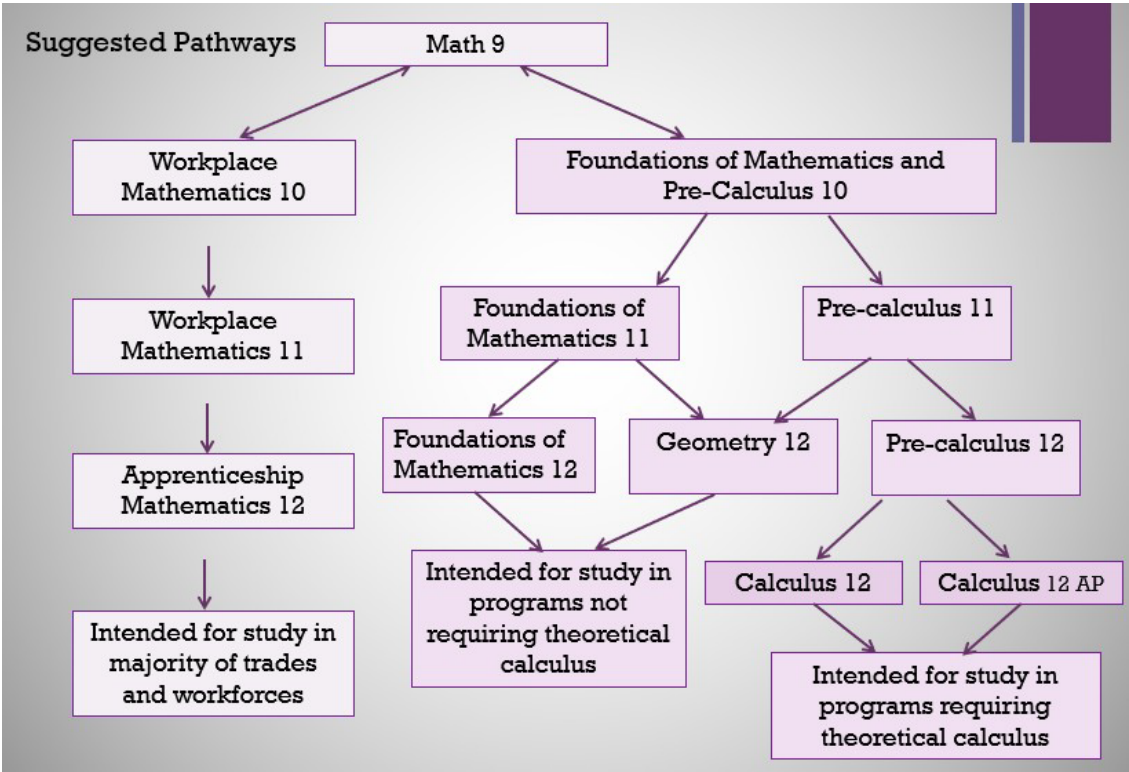 Suggested Pathways
Math 9
Workplace
Mathematics 10
Foundations of Mathematics and
Pre-Calculus 10
Workplace
Mathematics 11
Foundations of
Mathematics 11
Pre-calculus 11
Apprenticeship
Mathematics 12
Foundations of
Mathematics 12
Geometry 12
Pre-calculus 12
Intended for study in
majority of trades
and workforces
Intended for study in
programs not
requiring theoretical
calculus
Calculus 12
Calculus 12 AP
Intended for study in
programs requiring
theoretical calculus